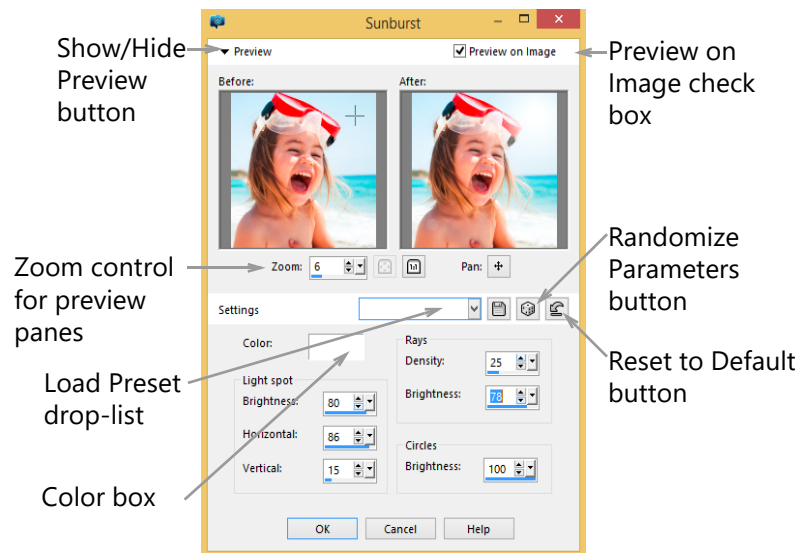 Sunburst
Show/Hide
Preview
button
Preview
Preview on Image
Preview on
Image check
box
Before:
After:
Zoom control
for preview
panes
Zoom:
6
1:1
Pan:
Randomize
Parameters
button
Settings
Load Preset
drop-list
Reset to Default
button
Color:
Light spot
Brightness:
80
Horizontal:
86
Vertical:
15
Rays
Density:
25
Brightness:
78
Circles
Brightness:
100
Color box
OK
Cancel
Help